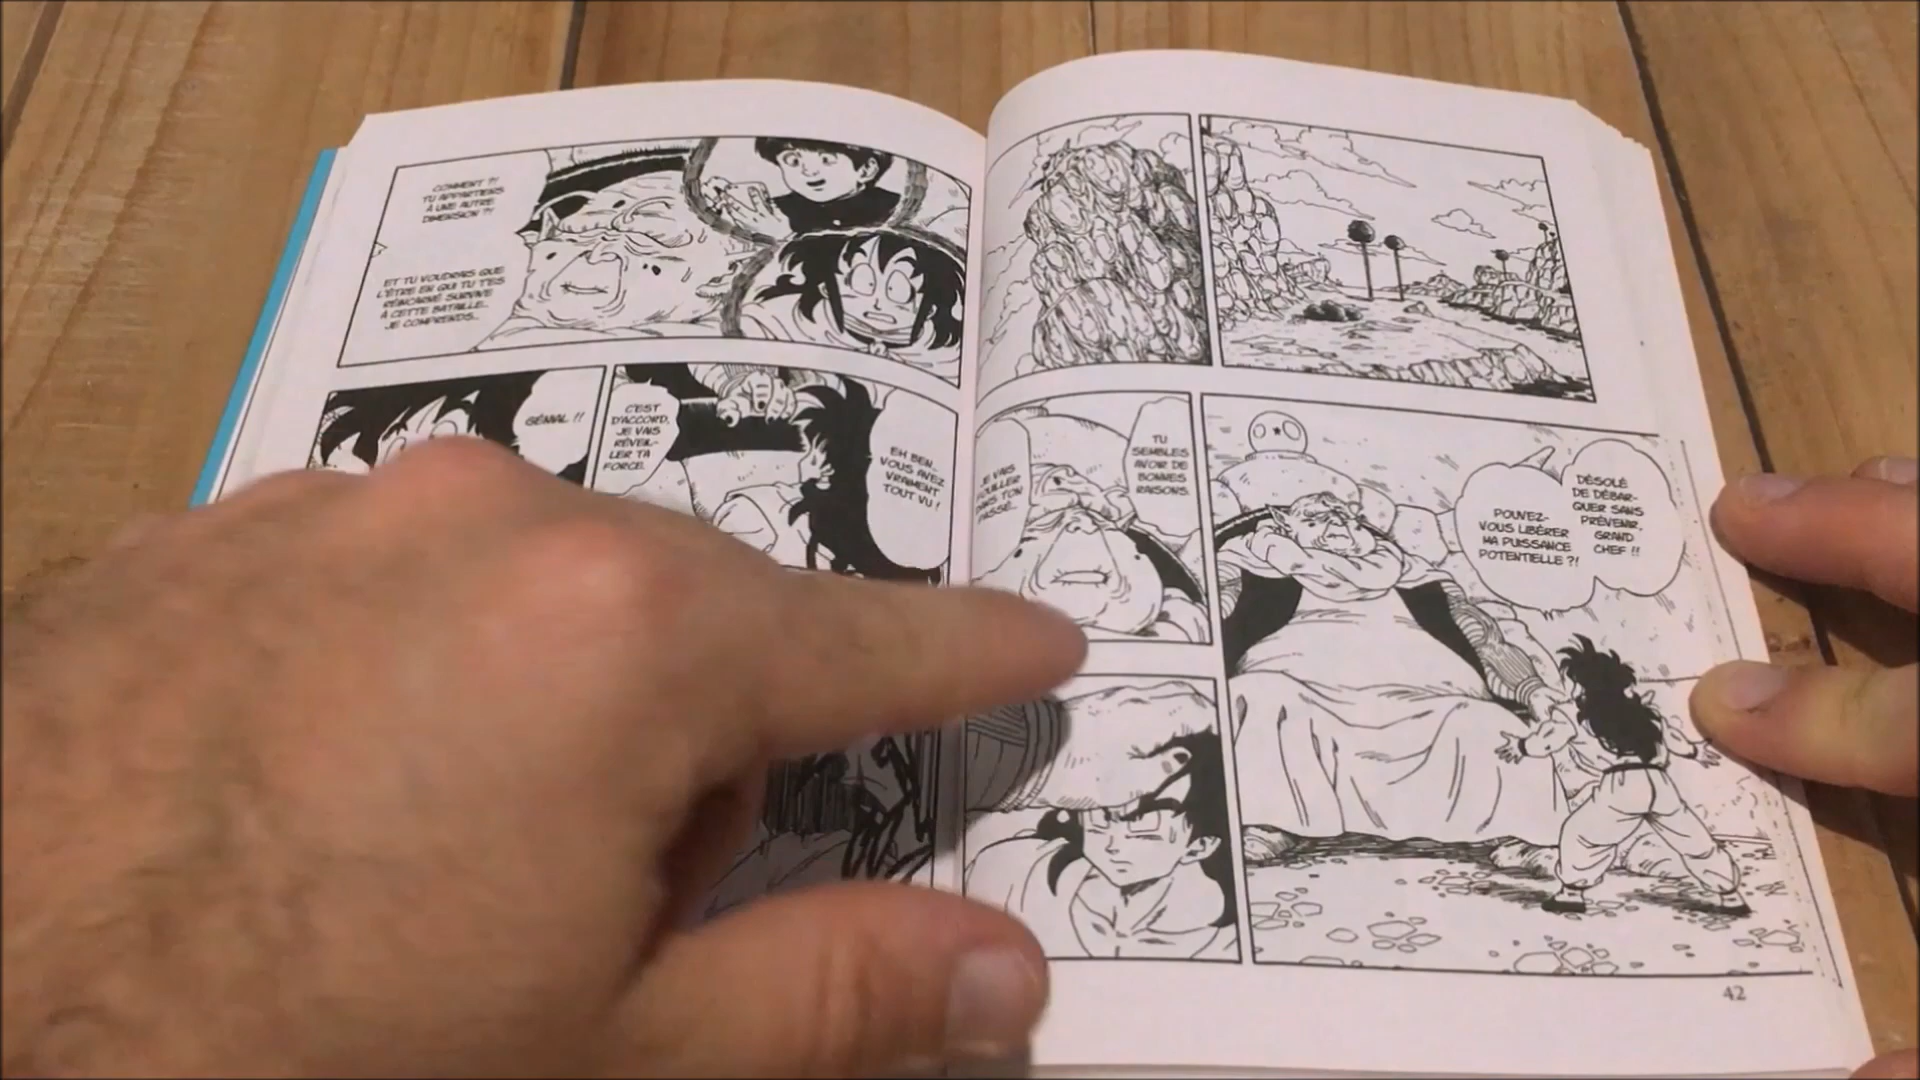 DÉSOLÉ
DE DÉBAR-
QUER SANS
PRÉVENIR,
GRAND
CHEF !!
POUVEZ-
VOUS LIBÉRER
MA PUISSANCE
POTENTIELLE ?!
TU
SEMBLES
AVOIR DE
BONNES
RAISONS.
JE VAIS
FOUILLER
DANS TON
PASSÉ...
42
COMMENT ?!
TU APPARTIENS
À UNE AUTRE
DIMENSION ?!
ET TU VOUDRAIS QUE
L'ÊTRE EN QUI TU T'ES
RÉINCARNÉ SURVIVE
À CETTE BATAILLE...
JE COMPRENDS...
EH BEN...
VOUS AVEZ
VRAIMENT
TOUT VU !
C'EST
D'ACCORD,
JE VAIS
RÉVEIL-
LER TA
FORCE.
GÉNIAL !!